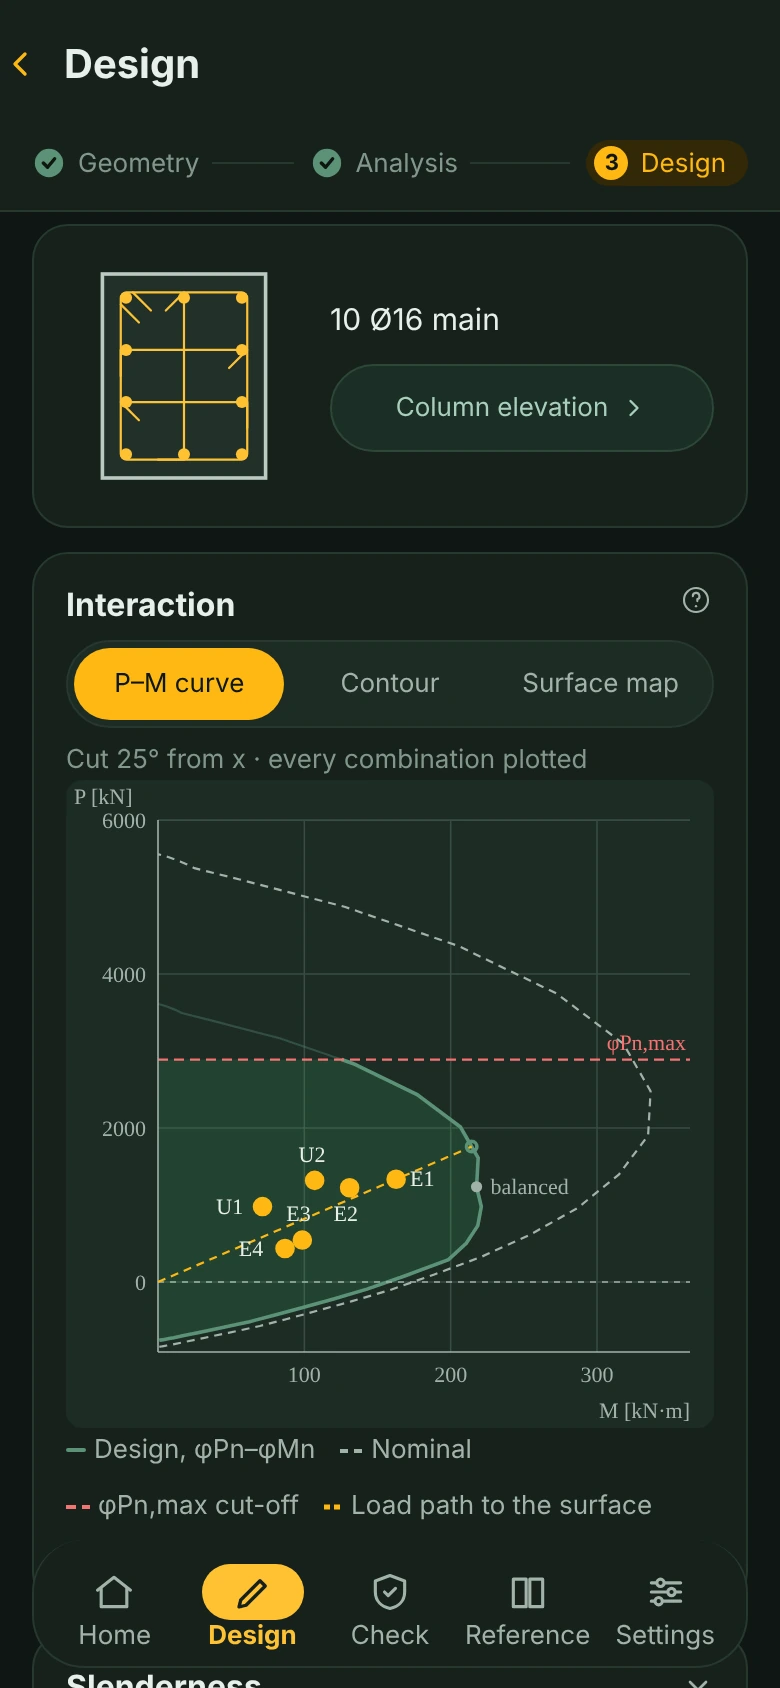 Design
Geometry
Analysis
3 Design
10 Ø16 main
Column elevation
Interaction
P–M curve
Contour
Surface map
Cut 25° from x · every combination plotted
P [kN]
6000
4000
φPn,max
2000
U2
E1
balanced
U1
E3
E2
E4
0
100
200
300
M [kN·m]
Design, φPn–φMn
Nominal
φPn,max cut-off
Load path to the surface
Home
Design
Check
Reference
Settings
Slenderness